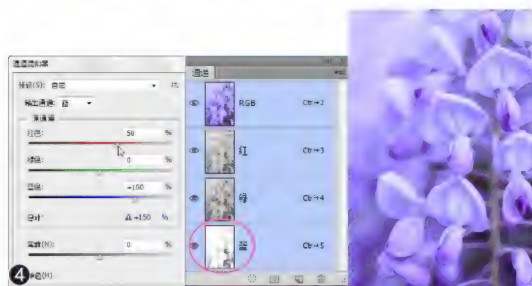 通道混和器
预设(S): 自定
输出通道: 蓝
源通道
红色: 50 %
绿色: 0 %
蓝色: +100 %
总计: +150 %
常数(N): 0 %
4
色(H)
通道
RGB Ctrl+2
红 Ctrl+3
绿 Ctrl+4
蓝 Ctrl+5